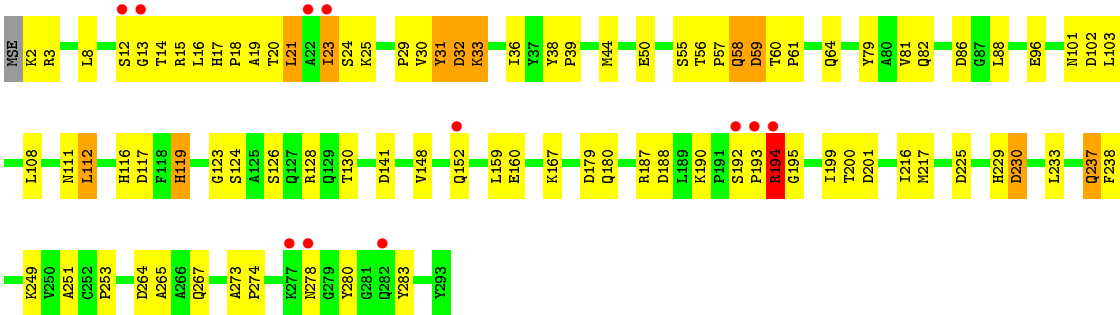 MSE K2 R3 L8 S12 G13 T14 R15 L16 H17 P18 A19 T20 L21 A22 I23 S24 K25 P29 V30 Y31 D32 K33 I36 Y37 Y38 P39 M44 E50 S55 T56 P57 Q58 D59 T60 P61 Q64 Y79 A80 V81 Q82 D86 G87 L88 E96 N101 D102 L103
L108 N111 L112 H116 D117 F118 H119 G123 S124 A125 S126 Q127 R128 Q129 T130 D141 V148 Q152 L159 E160 K167 D179 Q180 R187 D188 L189 K190 P191 S192 P193 R194 G195 I199 T200 D201 I216 M217 D225 H229 D230 L233 Q237 F238
K249 V250 A251 C252 P253 D264 A265 A266 Q267 A273 P274 K277 N278 G279 Y280 G281 Q282 Y283 Y293